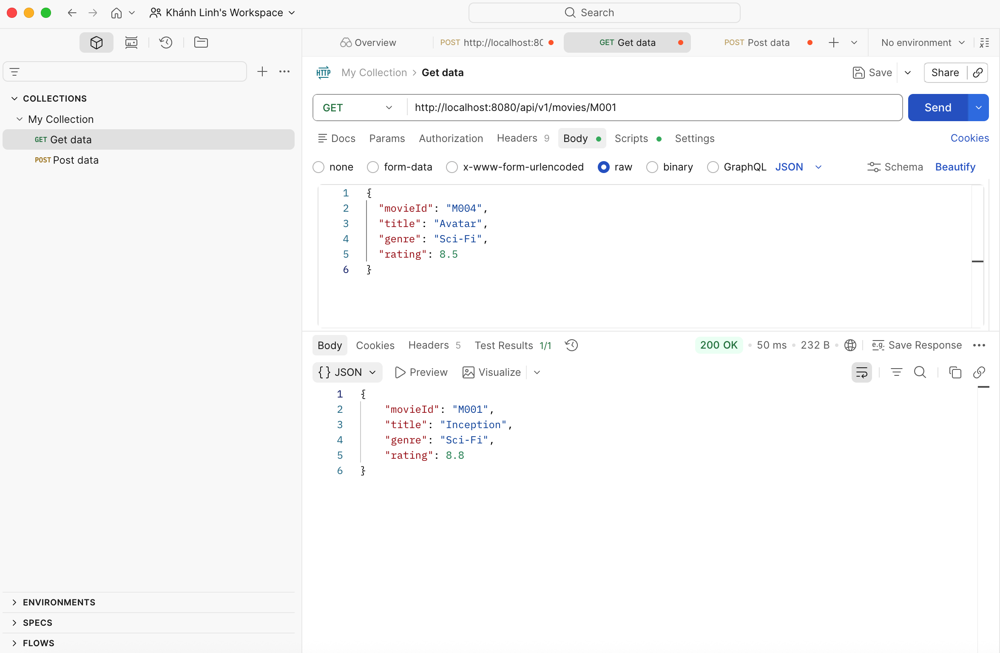 Khánh Linh's Workspace
Search
Overview
POST http://localhost:80
GET Get data
POST Post data
No environment
COLLECTIONS
My Collection
GET Get data
POST Post data
ENVIRONMENTS
SPECS
FLOWS
HTTP My Collection > Get data
Save
Share
GET http://localhost:8080/api/v1/movies/M001
Send
Docs Params Authorization Headers 9 Body Scripts Settings Cookies
none form-data x-www-form-urlencoded raw binary GraphQL JSON Schema Beautify
1 {
2 "movieId": "M004",
3 "title": "Avatar",
4 "genre": "Sci-Fi",
5 "rating": 8.5
6 }
Body Cookies Headers 5 Test Results 1/1 200 OK • 50 ms • 232 B • e.g. Save Response
{} JSON Preview Visualize
1 {
2 "movieId": "M001",
3 "title": "Inception",
4 "genre": "Sci-Fi",
5 "rating": 8.8
6 }